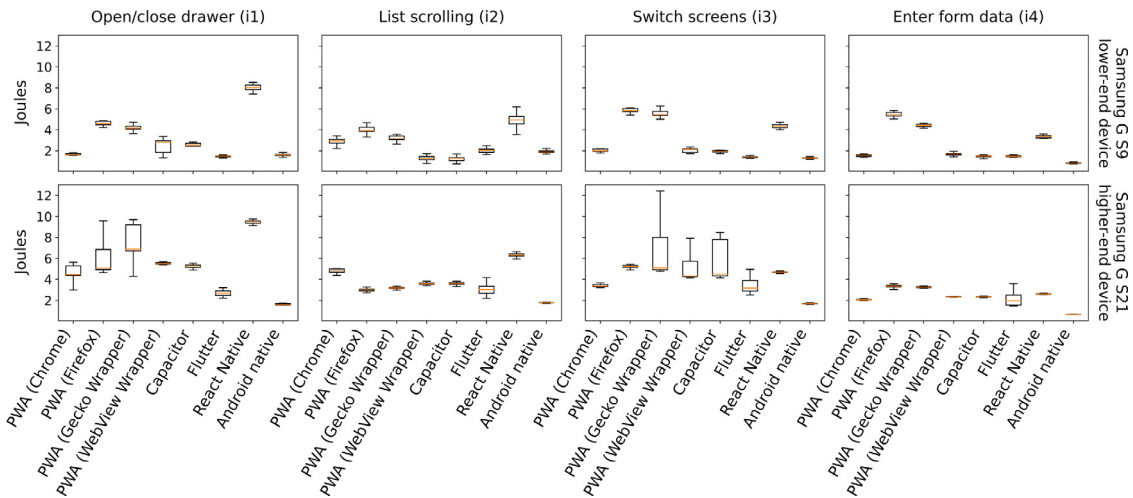 Open/close drawer (i1)
List scrolling (i2)
Switch screens (i3)
Enter form data (i4)
Joules
12
10
8
6
4
2
Samsung G S9
lower-end device
Joules
12
10
8
6
4
2
Samsung G S21
higher-end device
PWA (Chrome)
PWA (Firefox)
PWA (Gecko Wrapper)
PWA (WebView Wrapper)
Capacitor
Flutter
React Native
Android native
PWA (Chrome)
PWA (Firefox)
PWA (Gecko Wrapper)
PWA (WebView Wrapper)
Capacitor
Flutter
React Native
Android native
PWA (Chrome)
PWA (Firefox)
PWA (Gecko Wrapper)
PWA (WebView Wrapper)
Capacitor
Flutter
React Native
Android native
PWA (Chrome)
PWA (Firefox)
PWA (Gecko Wrapper)
PWA (WebView Wrapper)
Capacitor
Flutter
React Native
Android native